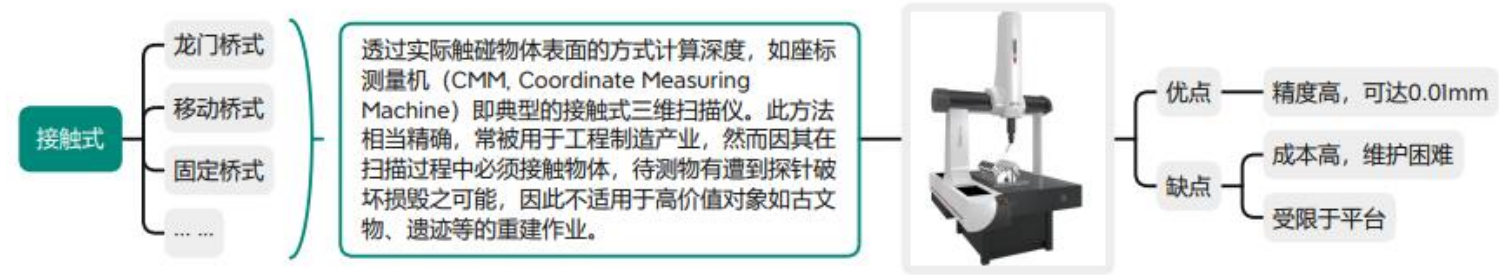 接触式
龙门桥式
移动桥式
固定桥式
... ...
透过实际触碰物体表面的方式计算深度，如座标
测量机（CMM, Coordinate Measuring
Machine）即典型的接触式三维扫描仪。此方法
相当精确，常被用于工程制造产业，然而因其在
扫描过程中必须接触物体，待测物有遭到探针破
坏损毁之可能，因此不适用于高价值对象如古文
物、遗迹等的重建作业。
优点
精度高，可达0.01mm
缺点
成本高，维护困难
受限于平台